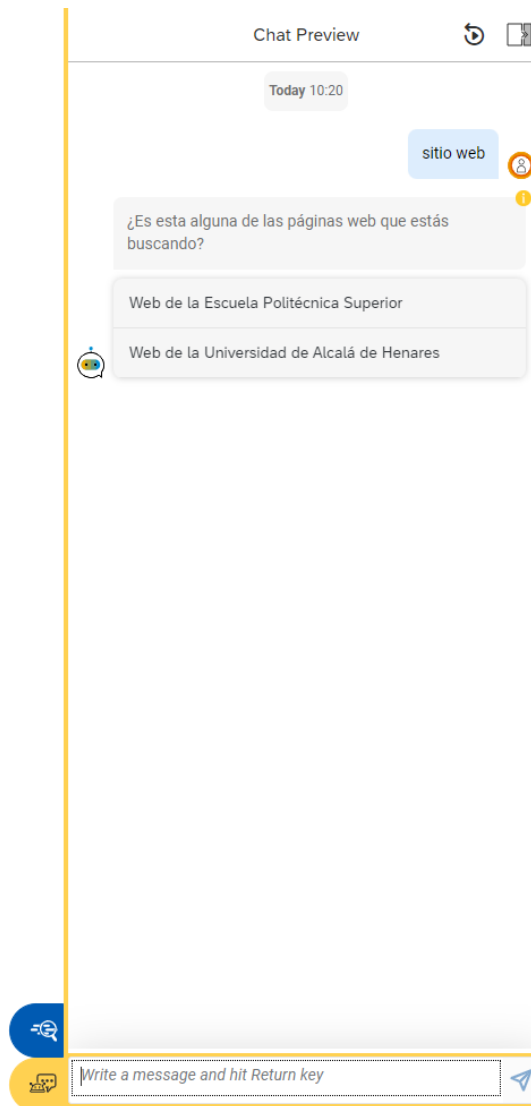 Chat Preview
Today 10:20
sitio web
¿Es esta alguna de las páginas web que estás
buscando?
Web de la Escuela Politécnica Superior
Web de la Universidad de Alcalá de Henares
Write a message and hit Return key